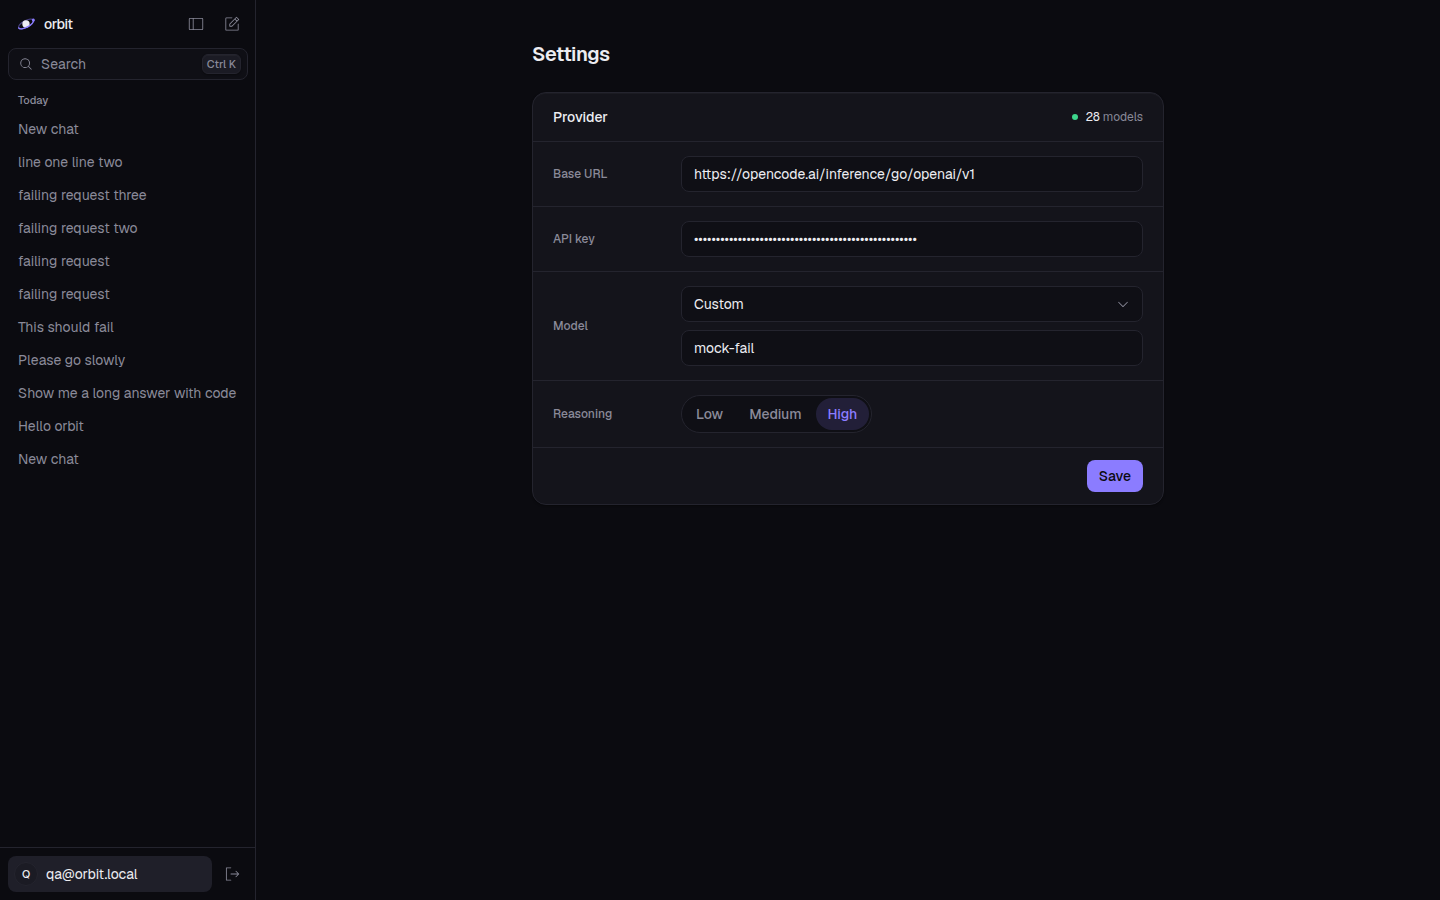 orbit
Search
Ctrl K
Today
New chat
line one line two
failing request three
failing request two
failing request
failing request
This should fail
Please go slowly
Show me a long answer with code
Hello orbit
New chat
Q
qa@orbit.local
Settings
Provider
28 models
Base URL
https://opencode.ai/inference/go/openai/v1
API key
Model
Custom
mock-fail
Reasoning
Low Medium High
Save